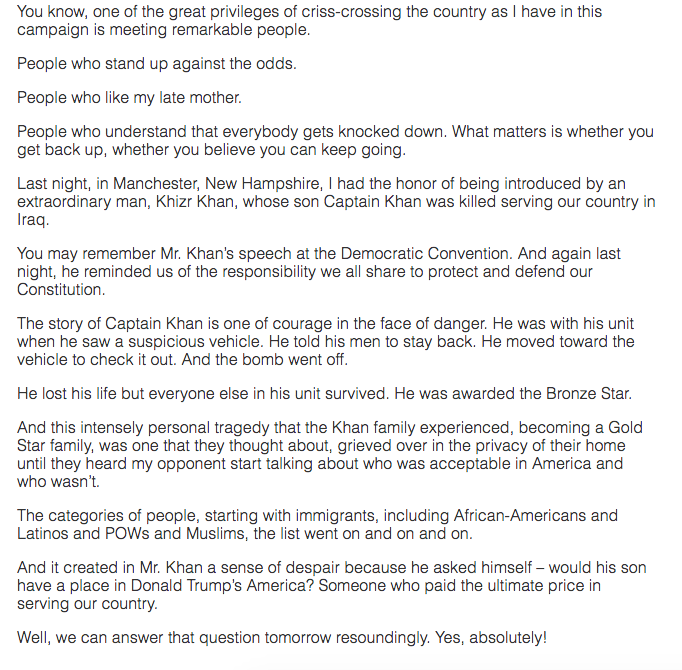 You know, one of the great privileges of criss-crossing the country as I have in this
campaign is meeting remarkable people.
People who stand up against the odds.
People who like my late mother.
People who understand that everybody gets knocked down. What matters is whether you
get back up, whether you believe you can keep going.
Last night, in Manchester, New Hampshire, I had the honor of being introduced by an
extraordinary man, Khizr Khan, whose son Captain Khan was killed serving our country in
Iraq.
You may remember Mr. Khan's speech at the Democratic Convention. And again last
night, he reminded us of the responsibility we all share to protect and defend our
Constitution.
The story of Captain Khan is one of courage in the face of danger. He was with his unit
when he saw a suspicious vehicle. He told his men to stay back. He moved toward the
vehicle to check it out. And the bomb went off.
He lost his life but everyone else in his unit survived. He was awarded the Bronze Star.
And this intensely personal tragedy that the Khan family experienced, becoming a Gold
Star family, was one that they thought about, grieved over in the privacy of their home
until they heard my opponent start talking about who was acceptable in America and
who wasn't.
The categories of people, starting with immigrants, including African-Americans and
Latinos and POWs and Muslims, the list went on and on and on.
And it created in Mr. Khan a sense of despair because he asked himself – would his son
have a place in Donald Trump's America? Someone who paid the ultimate price in
serving our country.
Well, we can answer that question tomorrow resoundingly. Yes, absolutely!